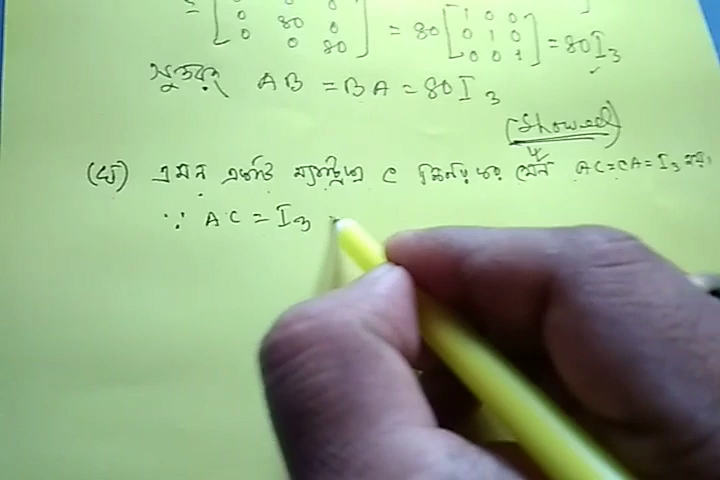 = [ 0 80 0
0 0 80 ] = 80 [ 1 0 0
0 1 0
0 0 1 ] = 80 I₃
সুতরাং AB = BA = 80 I₃
(Showed)
(ঘ) এমন একটি ম্যাট্রিক্স C নির্ণয় কর যেন AC = CA = I₃ হয়।
∵ AC = I₃